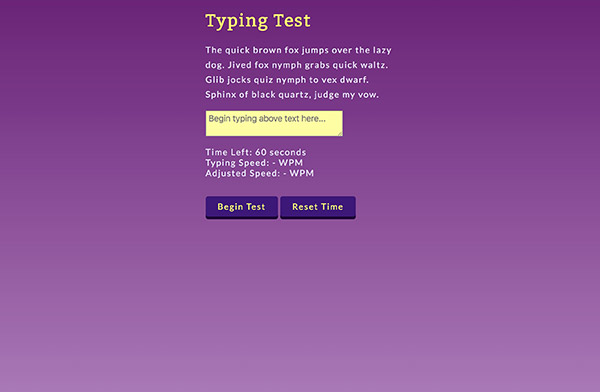 Typing Test
The quick brown fox jumps over the lazy
dog. Jived fox nymph grabs quick waltz.
Glib jocks quiz nymph to vex dwarf.
Sphinx of black quartz, judge my vow.
Begin typing above text here...
Time Left: 60 seconds
Typing Speed: - WPM
Adjusted Speed: - WPM
Begin Test Reset Time